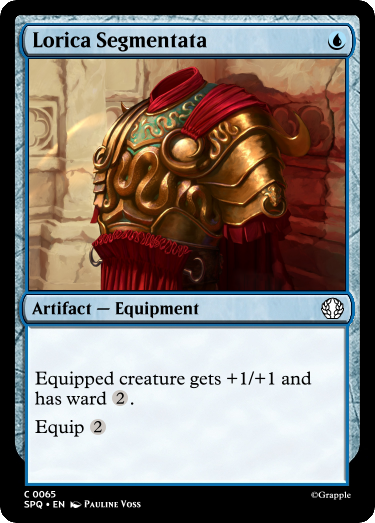 Lorica Segmentata
Artifact — Equipment
Equipped creature gets +1/+1 and
has ward 2.
Equip 2
C 0065
SPQ • EN Pauline Voss
©Grapple